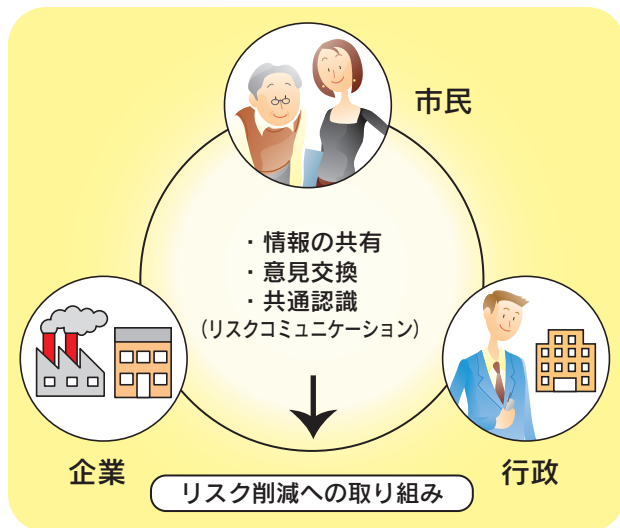 市民
・情報の共有
・意見交換
・共通認識
(リスクコミュニケーション)
企業
行政
リスク削減への取り組み